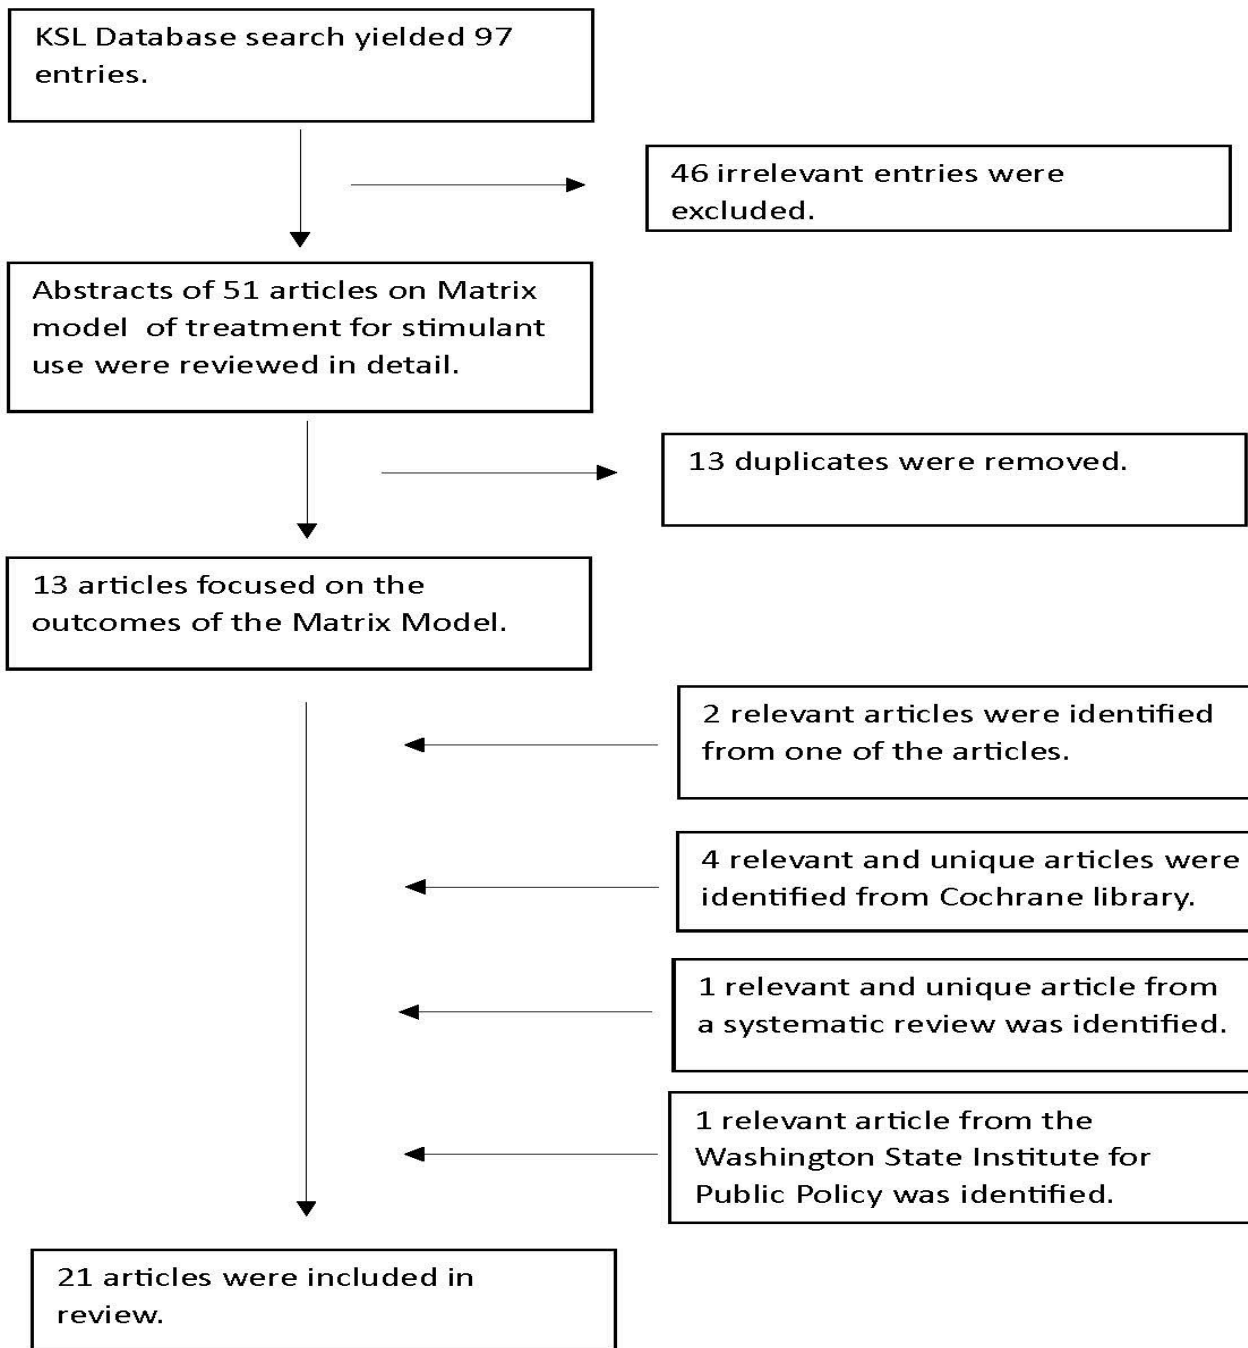 KSL Database search yielded 97
entries.
46 irrelevant entries were
excluded.
Abstracts of 51 articles on Matrix
model  of treatment for stimulant
use were reviewed in detail.
13 duplicates were removed.
13 articles focused on the
outcomes of the Matrix Model.
2 relevant articles were identified
from one of the articles.
4 relevant and unique articles were
identified from Cochrane library.
1 relevant and unique article from
a systematic review was identified.
1 relevant article from the
Washington State Institute for
Public Policy was identified.
21 articles were included in
review.